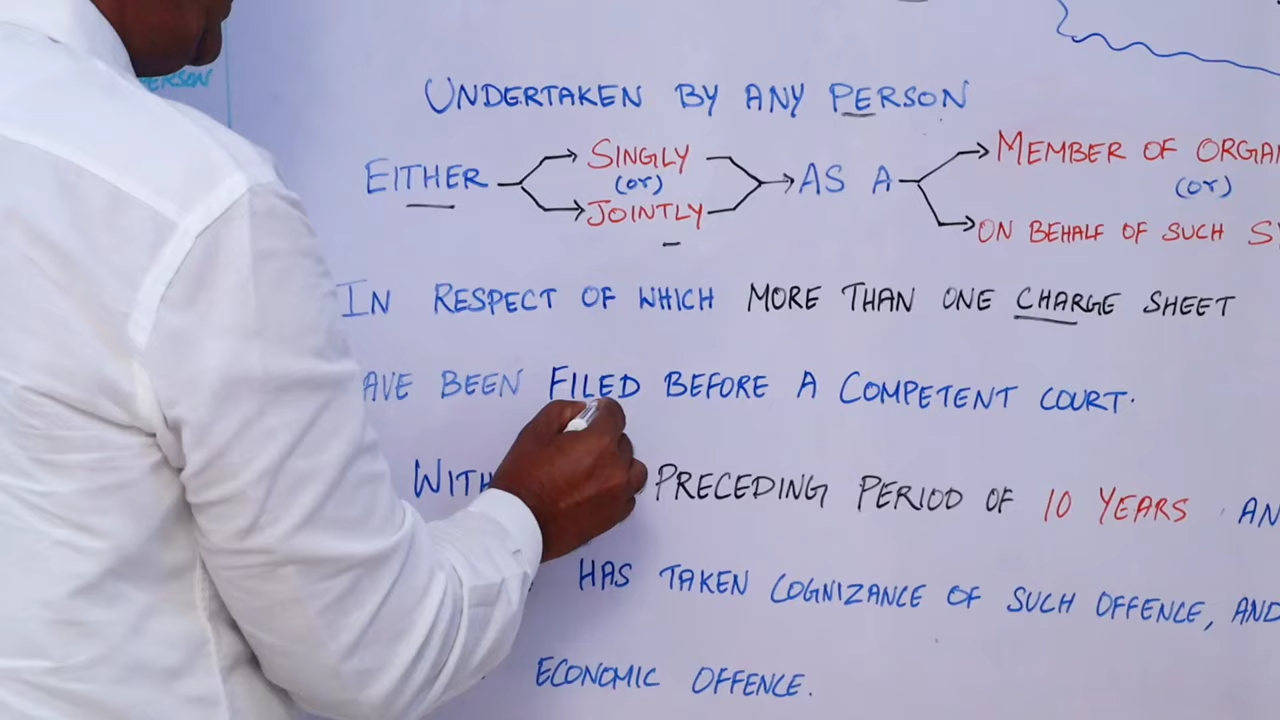 PERSON
UNDERTAKEN BY ANY PERSON
EITHER SINGLY (or) JOINTLY AS A MEMBER OF (or) ON BEHALF OF SUCH
IN RESPECT OF WHICH MORE THAN ONE CHARGE SHEET
AVE BEEN FILED BEFORE A COMPETENT COURT.
WITH PRECEDING PERIOD OF 10 YEARS AN
HAS TAKEN COGNIZANCE OF SUCH OFFENCE, AND
ECONOMIC OFFENCE.